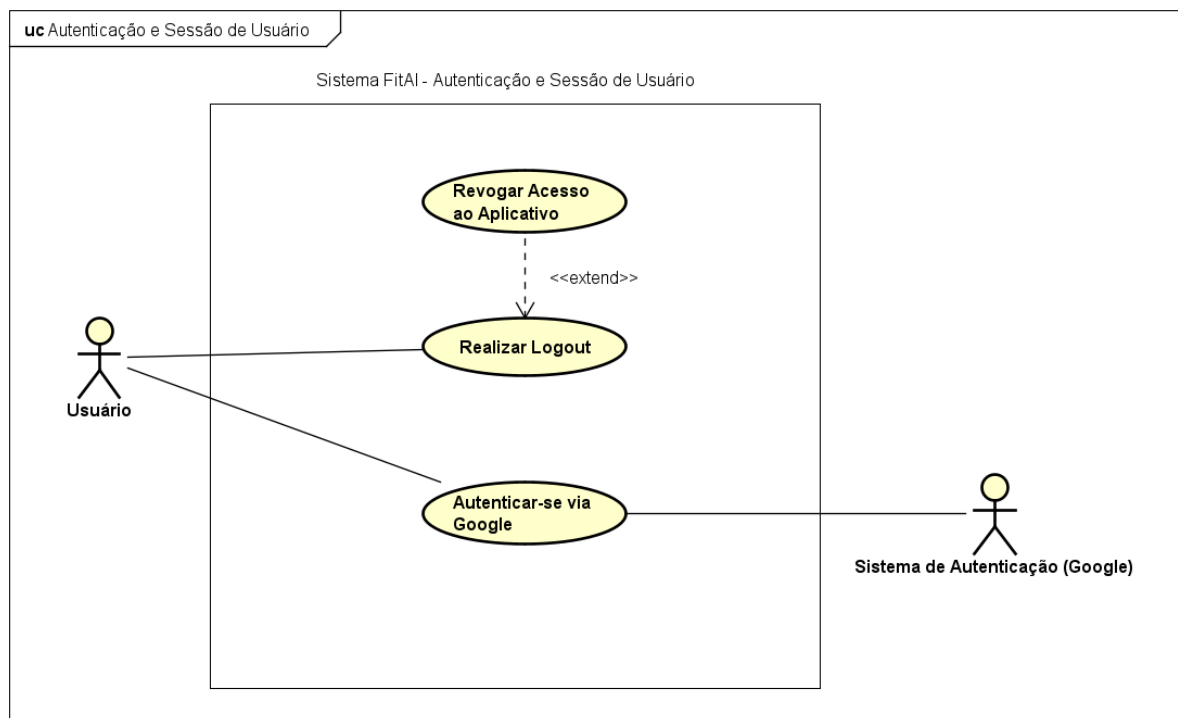 uc Autenticação e Sessão de Usuário
Sistema FitAI - Autenticação e Sessão de Usuário
Revogar Acesso
ao Aplicativo
<<extend>>
Realizar Logout
Usuário
Autenticar-se via
Google
Sistema de Autenticação (Google)